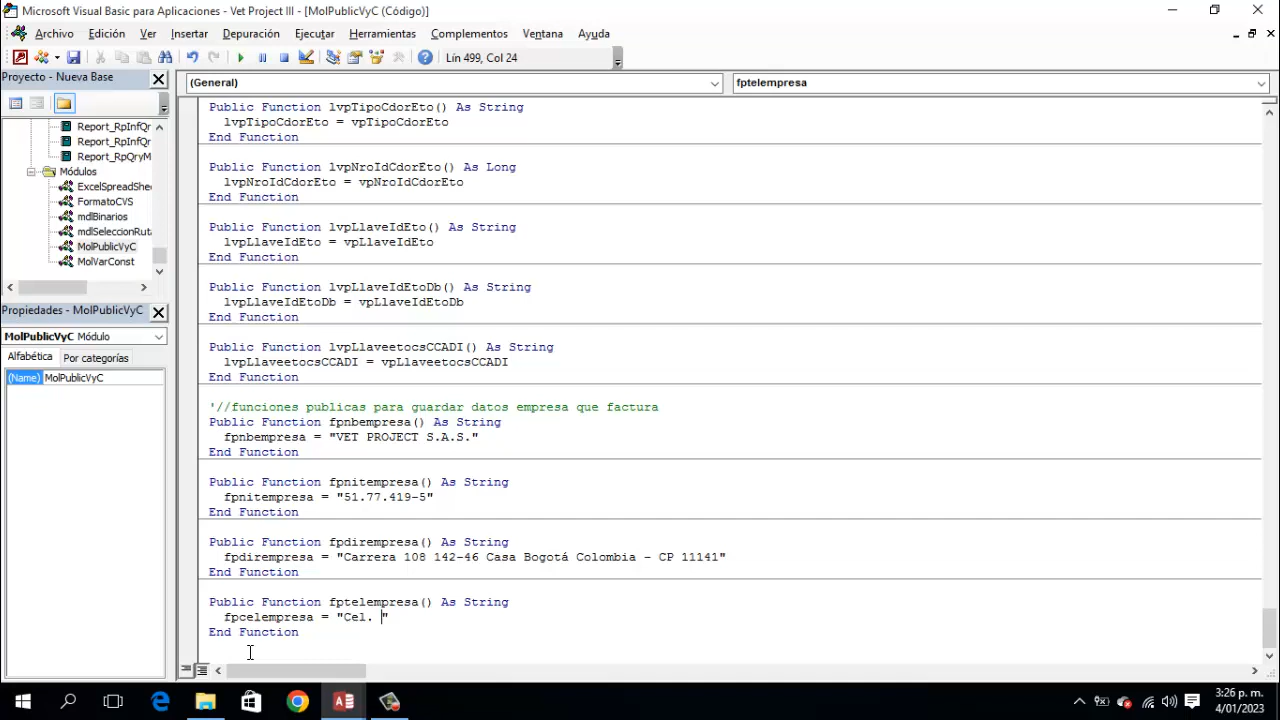 Microsoft Visual Basic para Aplicaciones - Vet Project III - [MolPublicVyC (Código)]
Archivo Edición Ver Insertar Depuración Ejecutar Herramientas Complementos Ventana Ayuda
Lín 499, Col 24
Proyecto - Nueva Base
Report_RpInfQr
Report_RpInfQr
Report_RpQryM
Módulos
ExcelSpreadShe
FormatoCVS
mdlBinarios
mdlSeleccionRuta
MolPublicVyC
MolVarConst
Propiedades - MolPublicVyC
MolPublicVyC Módulo
Alfabética Por categorías
(Name) MolPublicVyC
(General) fptelempresa
Public Function lvpTipoCdorEto() As String
lvpTipoCdorEto = vpTipoCdorEto
End Function
Public Function lvpNroIdCdorEto() As Long
lvpNroIdCdorEto = vpNroIdCdorEto
End Function
Public Function lvpLlaveIdEto() As String
lvpLlaveIdEto = vpLlaveIdEto
End Function
Public Function lvpLlaveIdEtoDb() As String
lvpLlaveIdEtoDb = vpLlaveIdEtoDb
End Function
Public Function lvpLlaveetocsCCADI() As String
lvpLlaveetocsCCADI = vpLlaveetocsCCADI
End Function
'//funciones publicas para guardar datos empresa que factura
Public Function fpnbempresa() As String
fpnbempresa = "VET PROJECT S.A.S."
End Function
Public Function fpnitempresa() As String
fpnitempresa = "51.77.419-5"
End Function
Public Function fpdirempresa() As String
fpdirempresa = "Carrera 108 142-46 Casa Bogotá Colombia - CP 11141"
End Function
Public Function fptelempresa() As String
fpcelempresa = "Cel. "
End Function
3:26 p. m.
4/01/2023